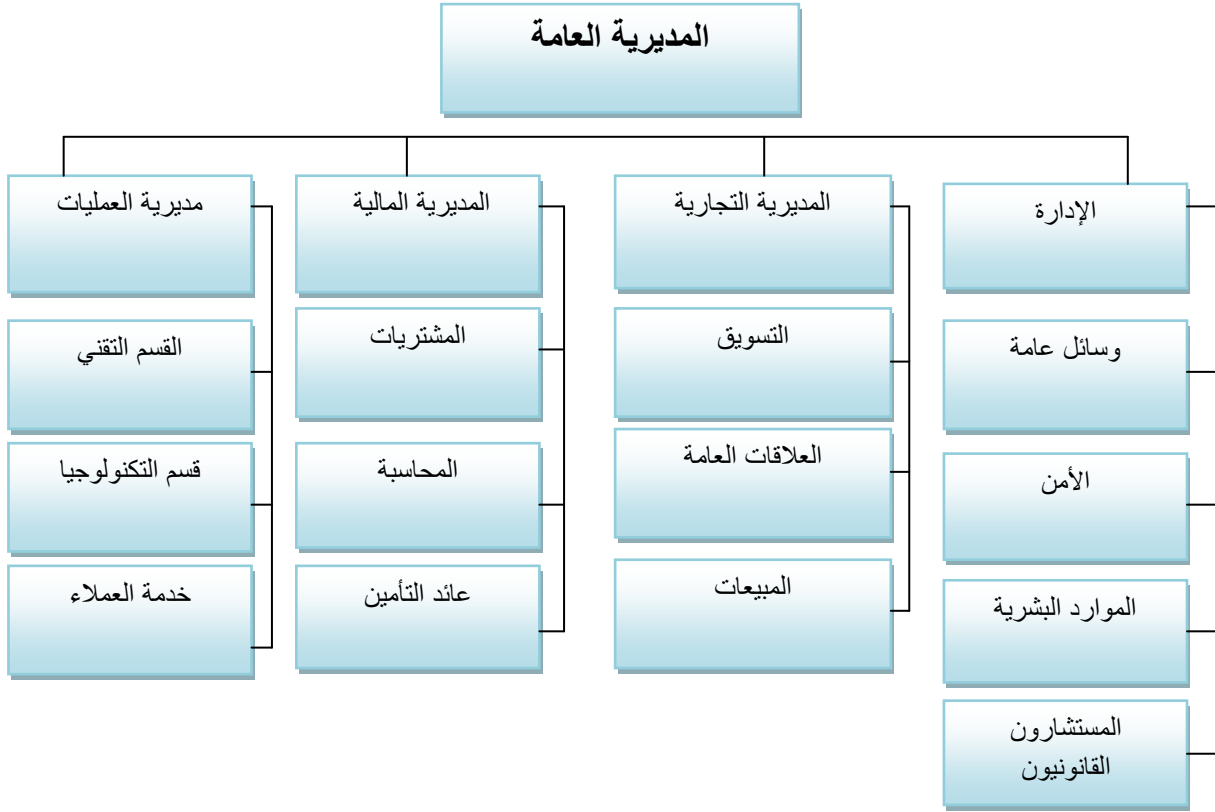 المديرية العامة
الإدارة
وسائل عامة
الأمن
الموارد البشرية
المستشارون
القانونيون
المديرية التجارية
التسويق
العلاقات العامة
المبيعات
المديرية المالية
المشتريات
المحاسبة
عائد التأمين
مديرية العمليات
القسم التقني
قسم التكنولوجيا
خدمة العملاء